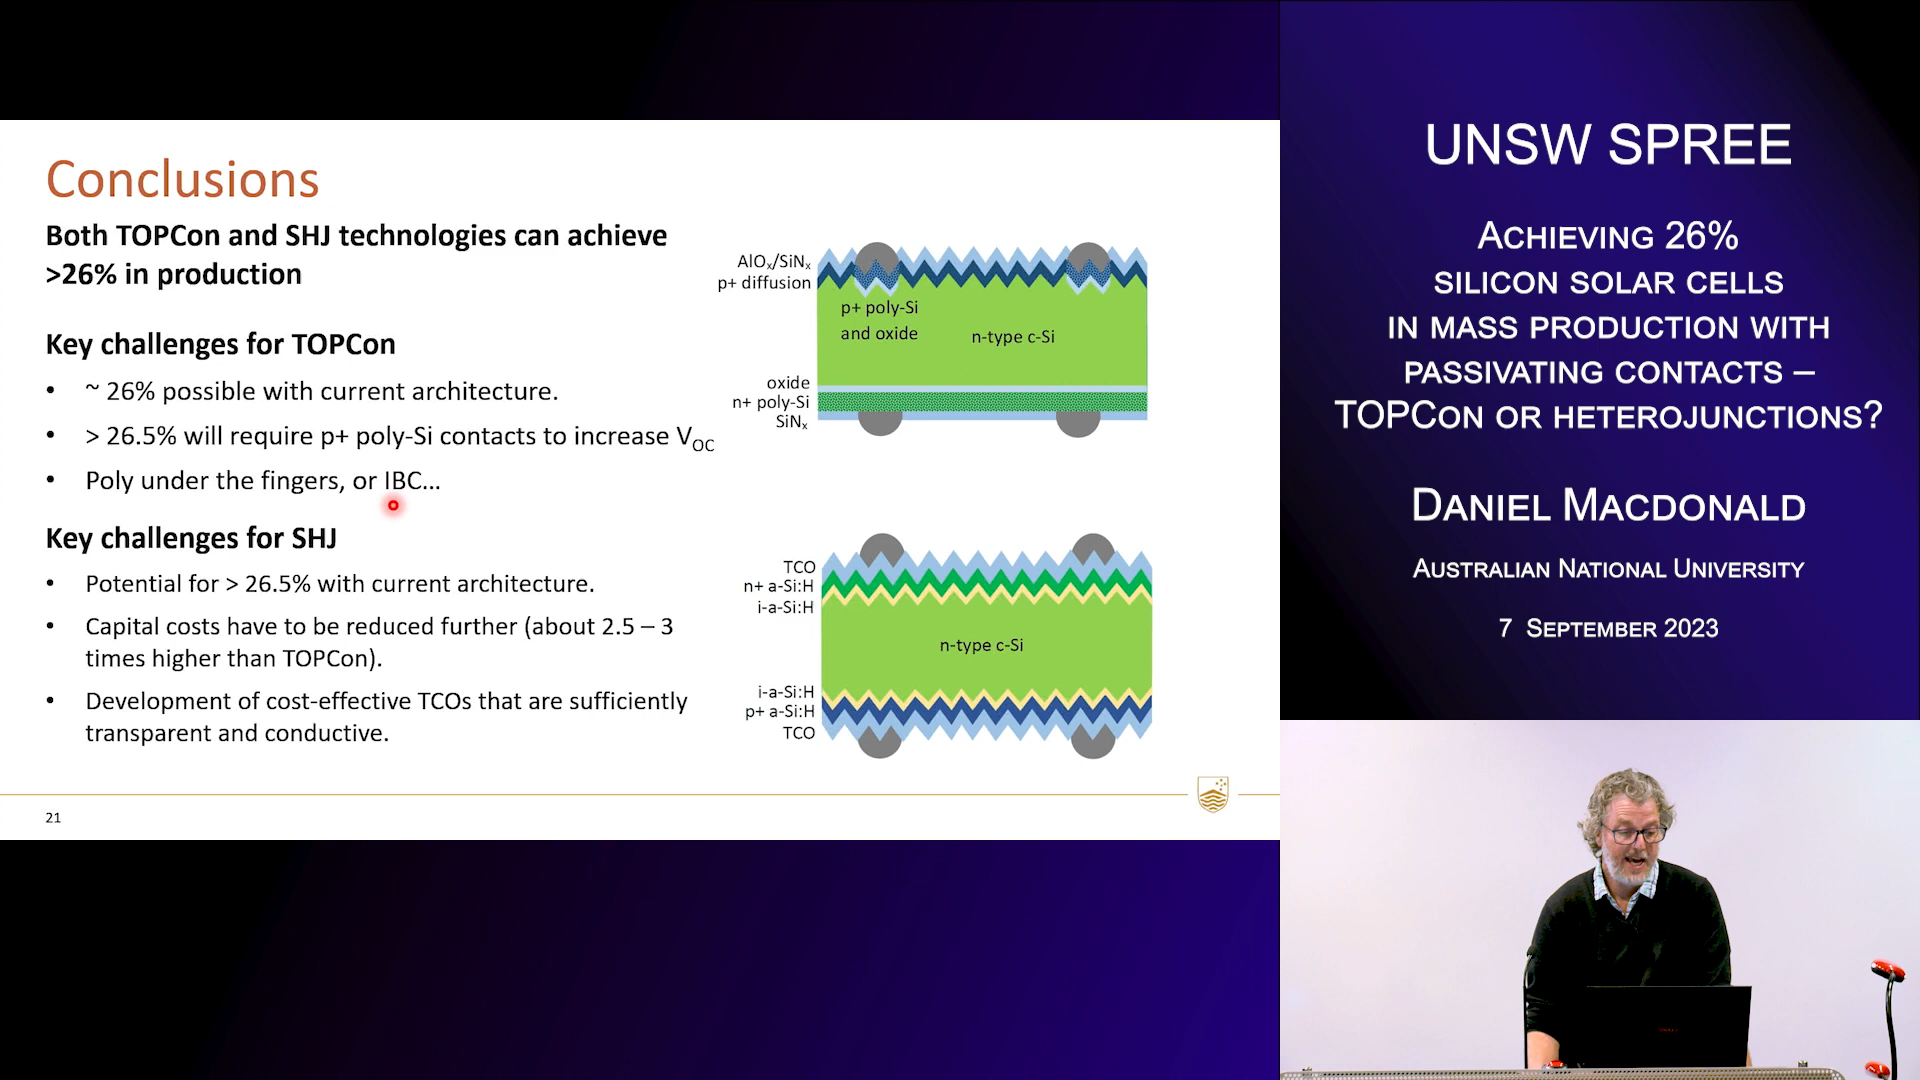 Conclusions
Both TOPCon and SHJ technologies can achieve
>26% in production
Key challenges for TOPCon
• ~ 26% possible with current architecture.
• > 26.5% will require p+ poly-Si contacts to increase VOC
• Poly under the fingers, or IBC...
Key challenges for SHJ
• Potential for > 26.5% with current architecture.
• Capital costs have to be reduced further (about 2.5 – 3
times higher than TOPCon).
• Development of cost-effective TCOs that are sufficiently
transparent and conductive.
21
AlOx/SiNx
p+ diffusion
p+ poly-Si
and oxide
n-type c-Si
oxide
n+ poly-Si
SiNx
TCO
n+ a-Si:H
i-a-Si:H
n-type c-Si
i-a-Si:H
p+ a-Si:H
TCO
UNSW SPREE
Achieving 26%
silicon solar cells
in mass production with
passivating contacts –
TOPCon or heterojunctions?
Daniel Macdonald
Australian National University
7 September 2023